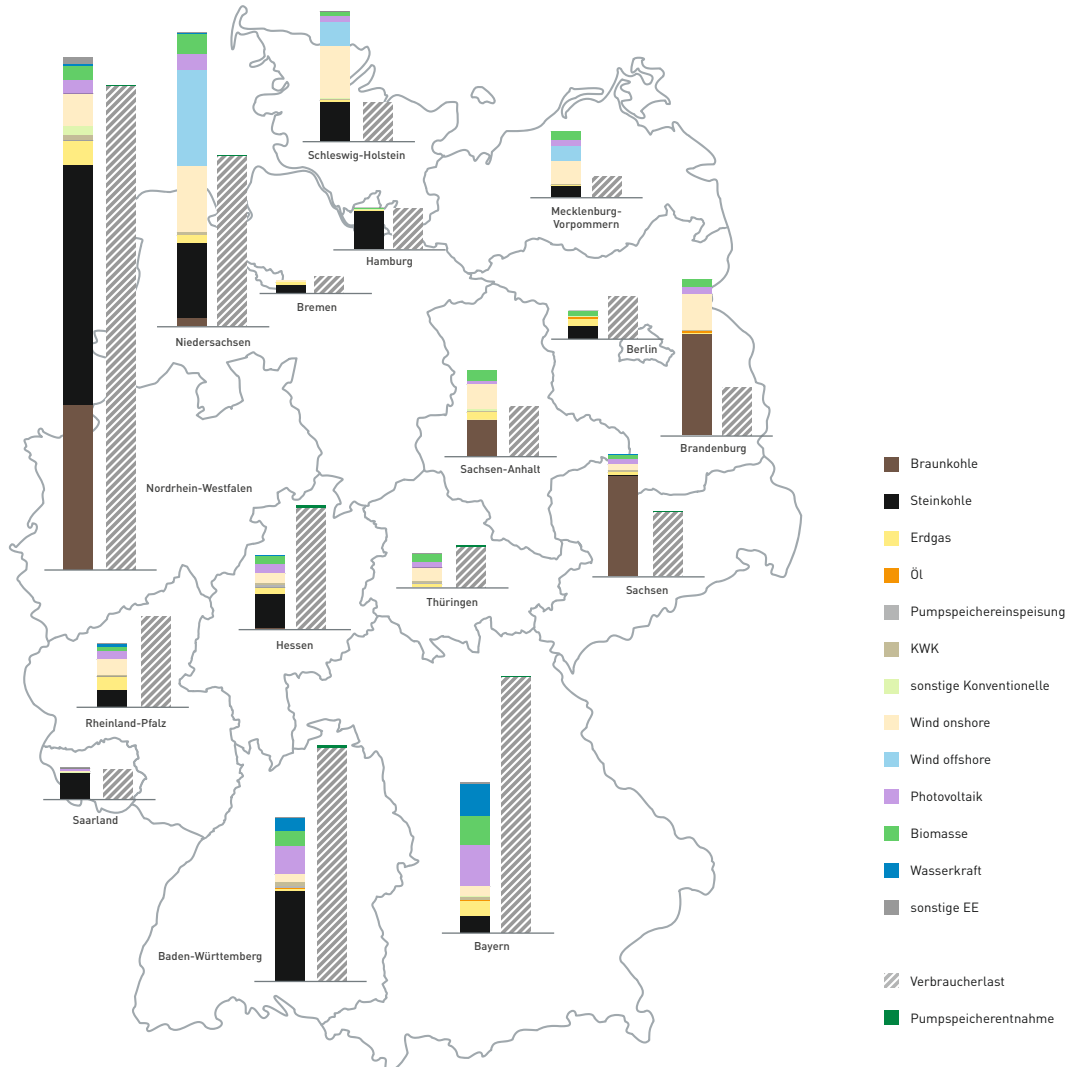 Schleswig-Holstein
Mecklenburg-
Vorpommern
Hamburg
Bremen
Niedersachsen
Berlin
Brandenburg
Sachsen-Anhalt
Nordrhein-Westfalen
Sachsen
Thüringen
Hessen
Rheinland-Pfalz
Saarland
Baden-Württemberg
Bayern
Braunkohle
Steinkohle
Erdgas
Öl
Pumpspeichereinspeisung
KWK
sonstige Konventionelle
Wind onshore
Wind offshore
Photovoltaik
Biomasse
Wasserkraft
sonstige EE
Verbraucherlast
Pumpspeicherentnahme